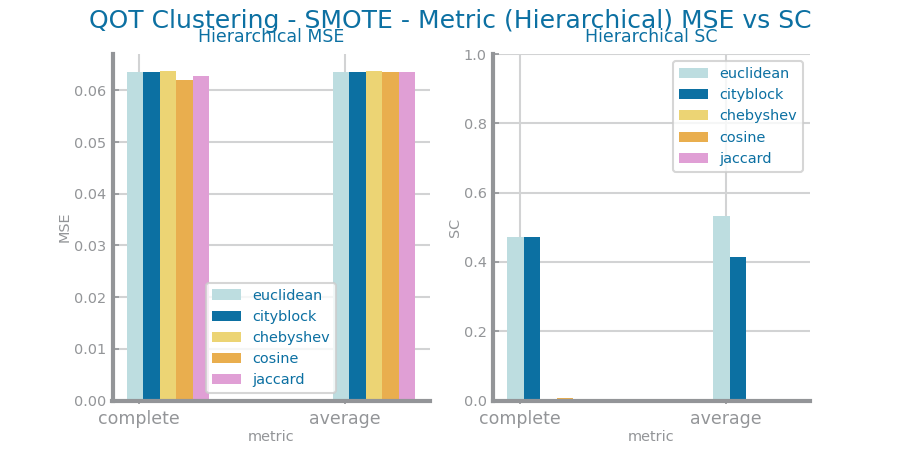 QOT Clustering - SMOTE - Metric (Hierarchical) MSE vs SC
Hierarchical MSE
MSE
0.06
0.05
0.04
0.03
0.02
0.01
0.00
euclidean
cityblock
chebyshev
cosine
jaccard
complete
average
metric
Hierarchical SC
SC
1.0
0.8
0.6
0.4
0.2
0.0
euclidean
cityblock
chebyshev
cosine
jaccard
complete
average
metric